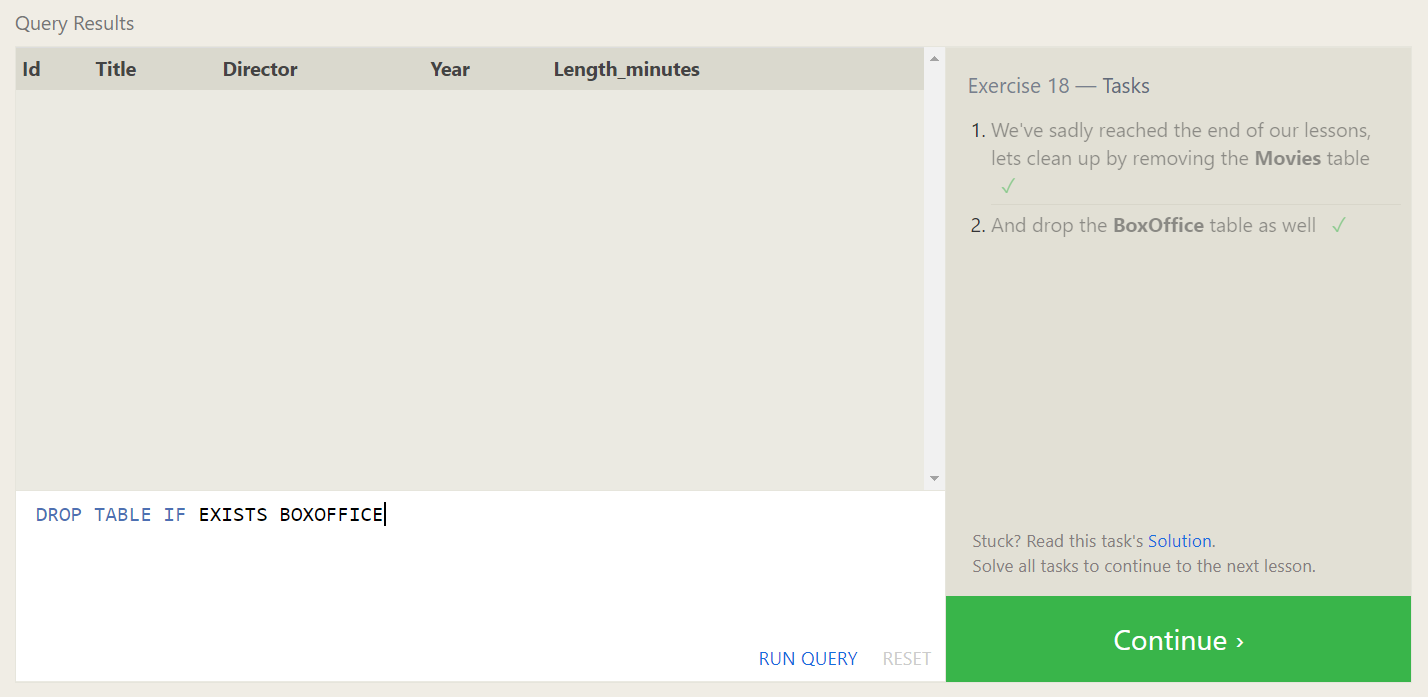 Query Results
Id Title Director Year Length_minutes
Exercise 18 — Tasks
1. We've sadly reached the end of our lessons,
lets clean up by removing the Movies table
✓
2. And drop the BoxOffice table as well ✓
DROP TABLE IF EXISTS BOXOFFICE
Stuck? Read this task's Solution.
Solve all tasks to continue to the next lesson.
RUN QUERY RESET
Continue ›